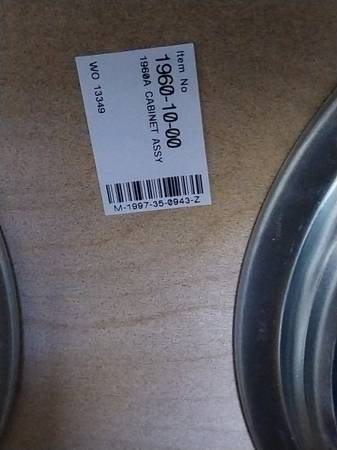 Item No
1960-10-00
1960A CABINET ASSY
WO 13349
M-1997-35-0943-Z